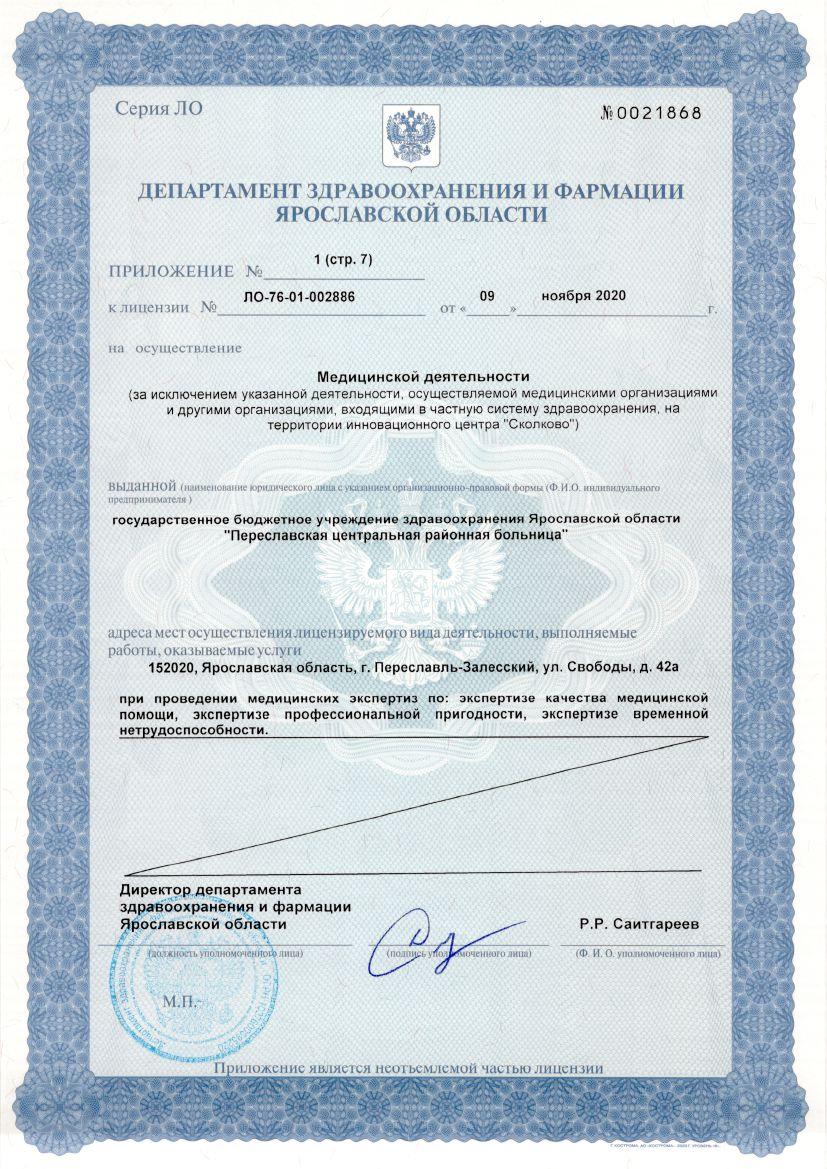 Серия ЛО
№ 0021868
ДЕПАРТАМЕНТ ЗДРАВООХРАНЕНИЯ И ФАРМАЦИИ
ЯРОСЛАВСКОЙ ОБЛАСТИ
ПРИЛОЖЕНИЕ № 1 (стр. 7)
к лицензии № ЛО-76-01-002886 от « 09 » ноября 2020 г.
на осуществление
Медицинской деятельности
(за исключением указанной деятельности, осуществляемой медицинскими организациями
и другими организациями, входящими в частную систему здравоохранения, на
территории инновационного центра "Сколково")
выданной (наименование юридического лица с указанием организационно-правовой формы (Ф.И.О. индивидуального
предпринимателя )
государственное бюджетное учреждение здравоохранения Ярославской области
"Переславская центральная районная больница"
адреса мест осуществления лицензируемого вида деятельности, выполняемые
работы, оказываемые услуги
152020, Ярославская область, г. Переславль-Залесский, ул. Свободы, д. 42а
при проведении медицинских экспертиз по: экспертизе качества медицинской
помощи, экспертизе профессиональной пригодности, экспертизе временной
нетрудоспособности.
Директор департамента
здравоохранения и фармации
Ярославской области
Р.Р. Саитгареев
(должность уполномоченного лица)
(подпись уполномоченного лица)
(Ф. И. О. уполномоченного лица)
М.П.
Приложение является неотъемлемой частью лицензии